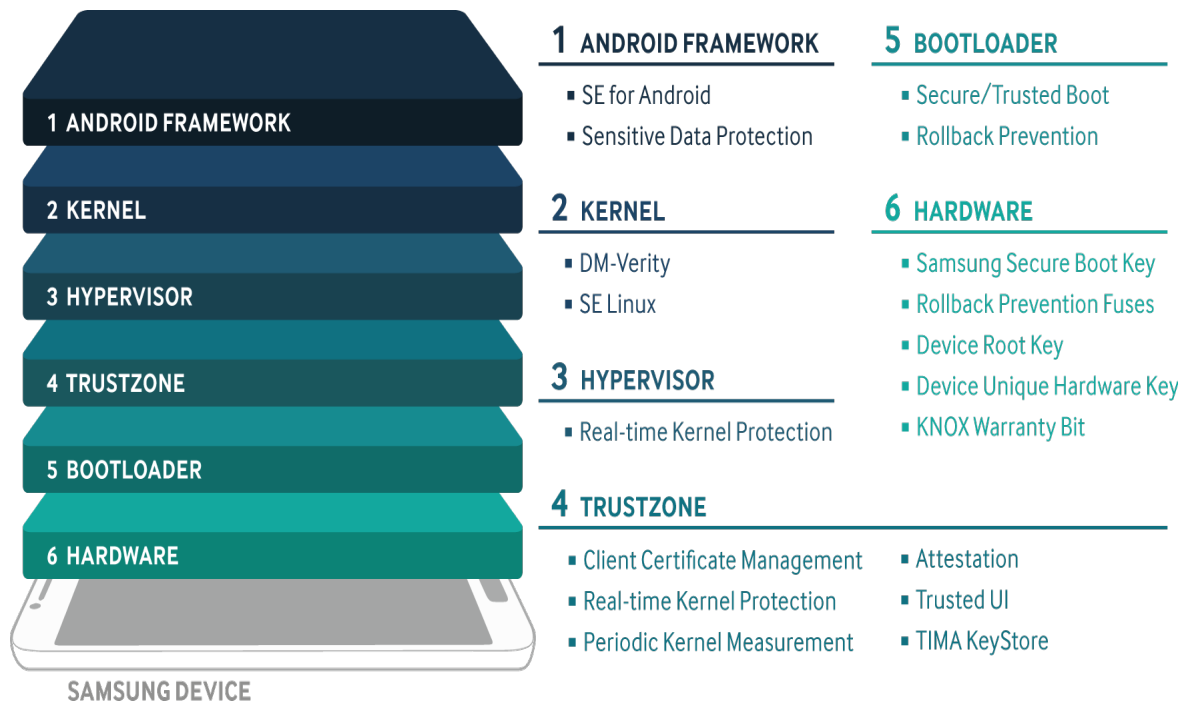 1 ANDROID FRAMEWORK
2 KERNEL
3 HYPERVISOR
4 TRUSTZONE
5 BOOTLOADER
6 HARDWARE
SAMSUNG DEVICE
1 ANDROID FRAMEWORK
▪ SE for Android
▪ Sensitive Data Protection
2 KERNEL
▪ DM-Verity
▪ SE Linux
3 HYPERVISOR
▪ Real-time Kernel Protection
5 BOOTLOADER
▪ Secure/Trusted Boot
▪ Rollback Prevention
6 HARDWARE
▪ Samsung Secure Boot Key
▪ Rollback Prevention Fuses
▪ Device Root Key
▪ Device Unique Hardware Key
▪ KNOX Warranty Bit
4 TRUSTZONE
▪ Client Certificate Management
▪ Real-time Kernel Protection
▪ Periodic Kernel Measurement
▪ Attestation
▪ Trusted UI
▪ TIMA KeyStore